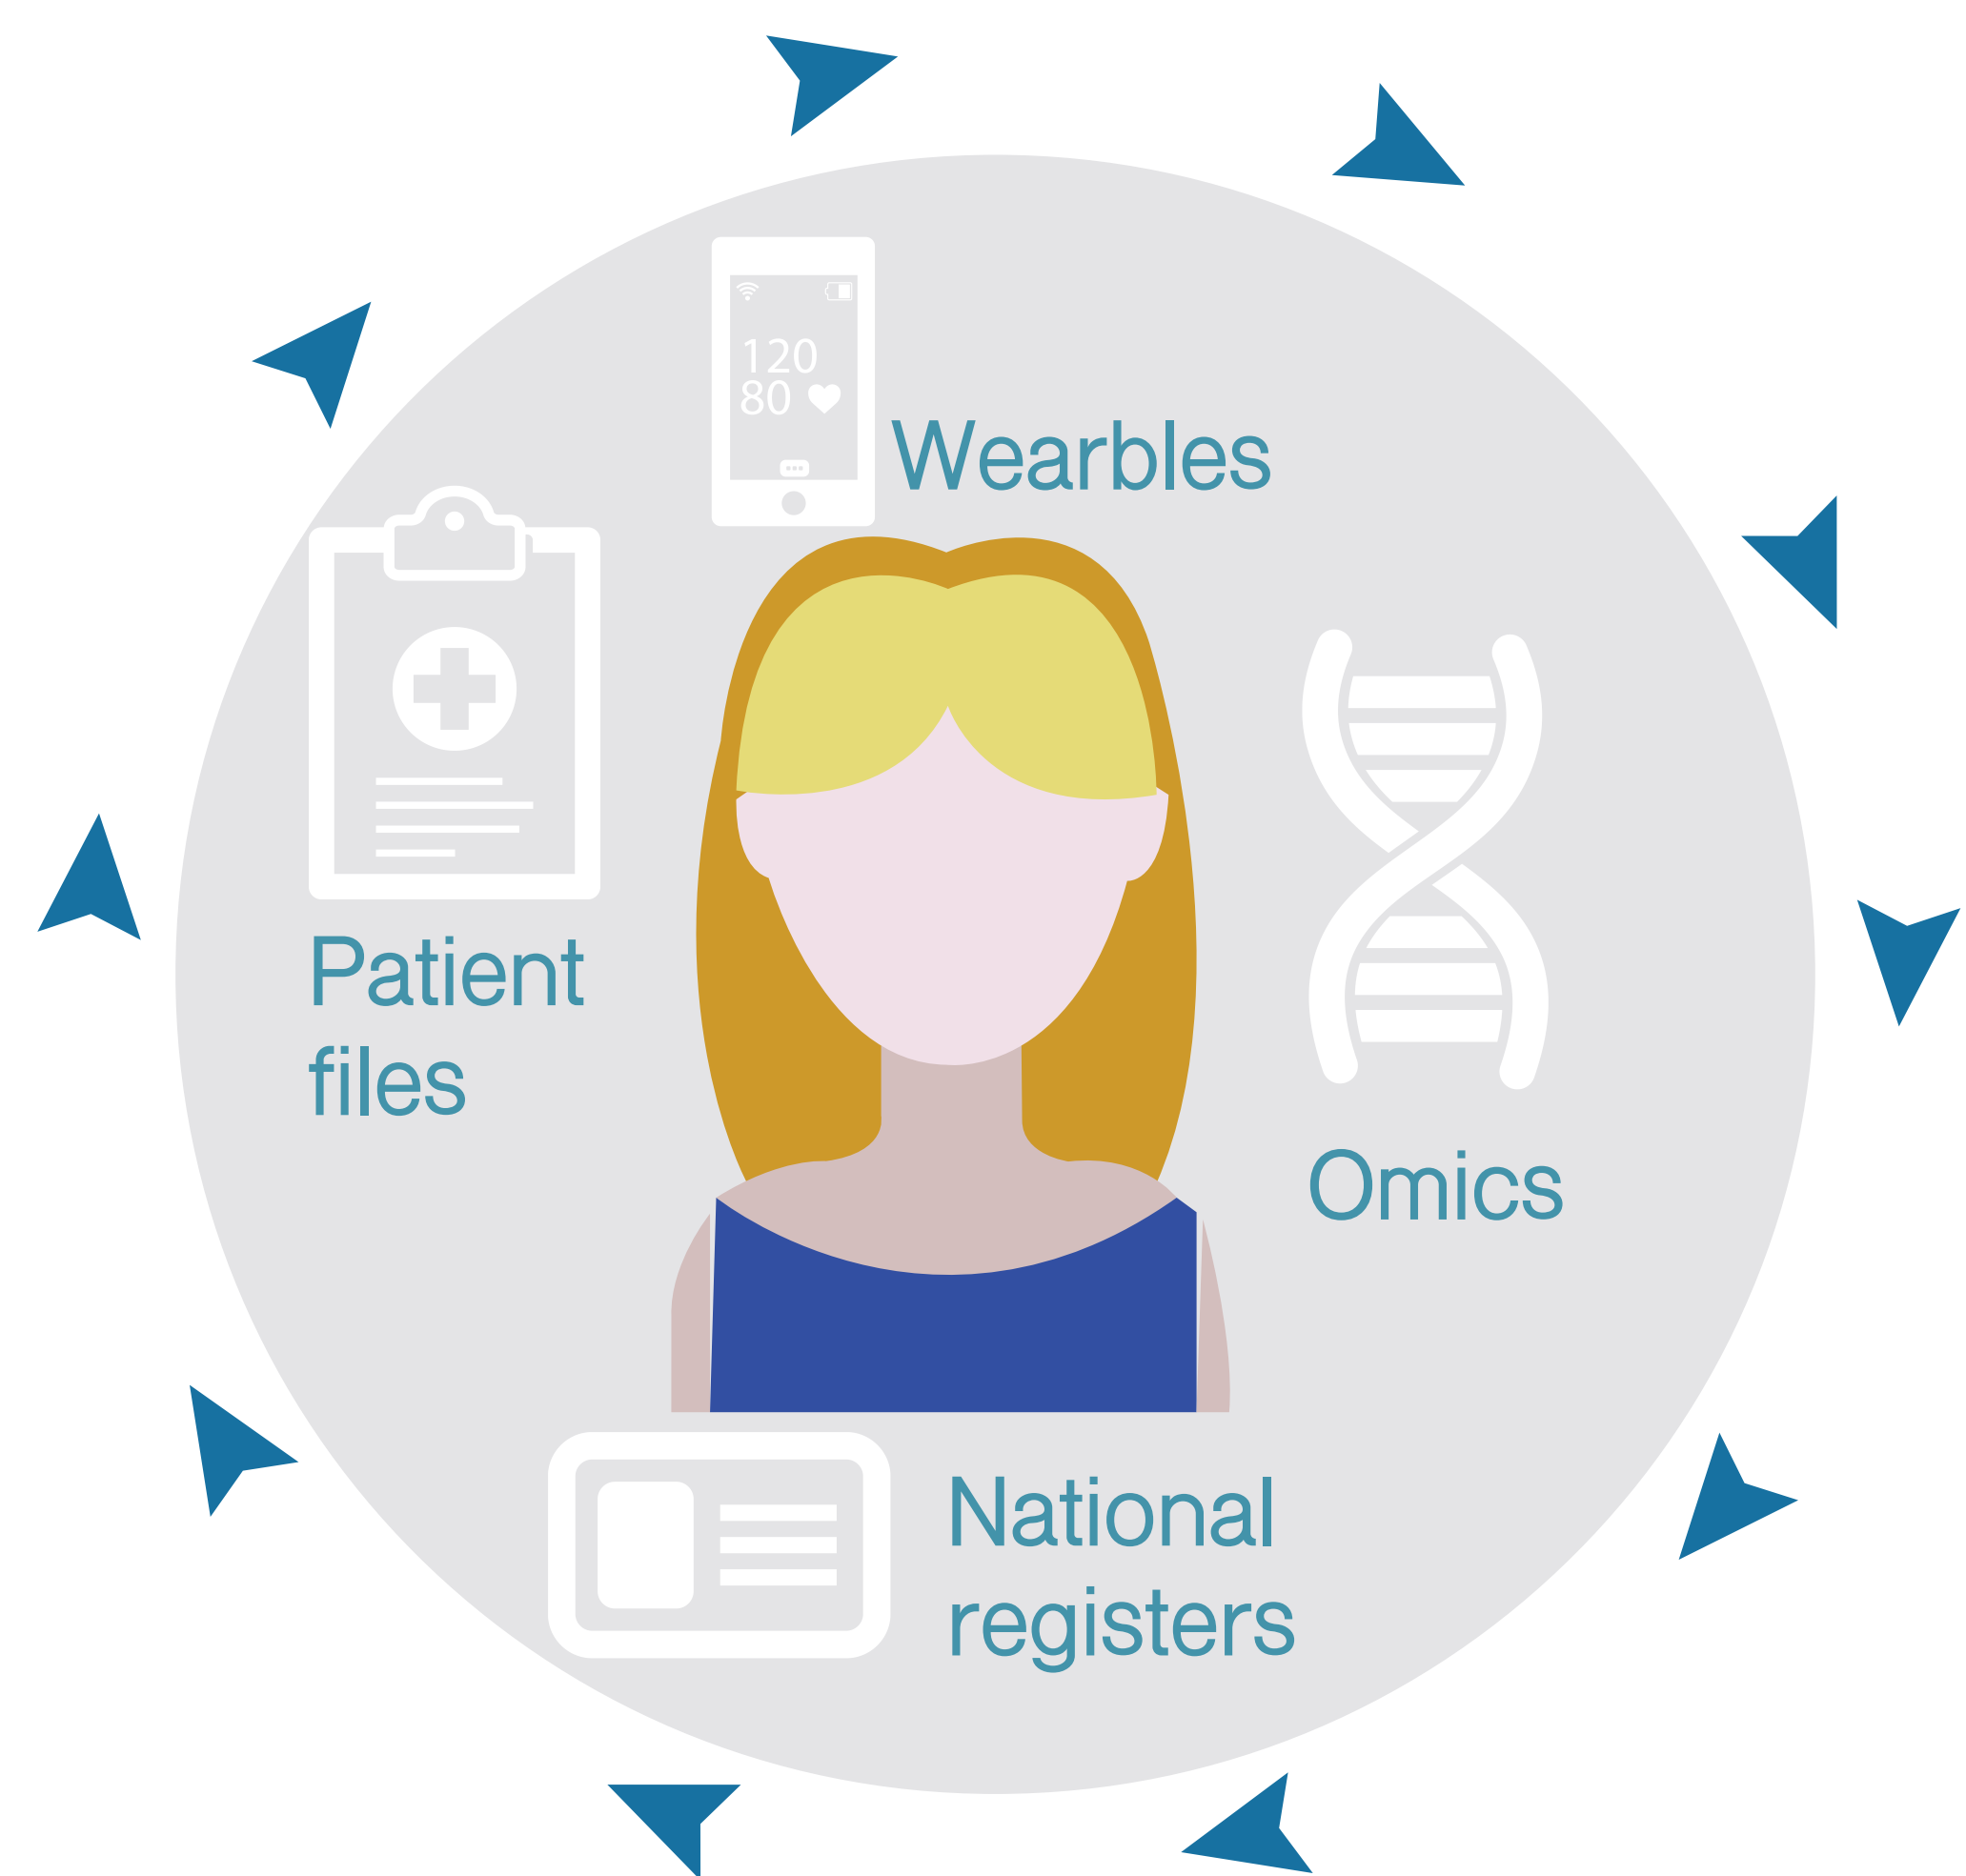 120
80
Wearbles
Patient
files
Omics
National
registers